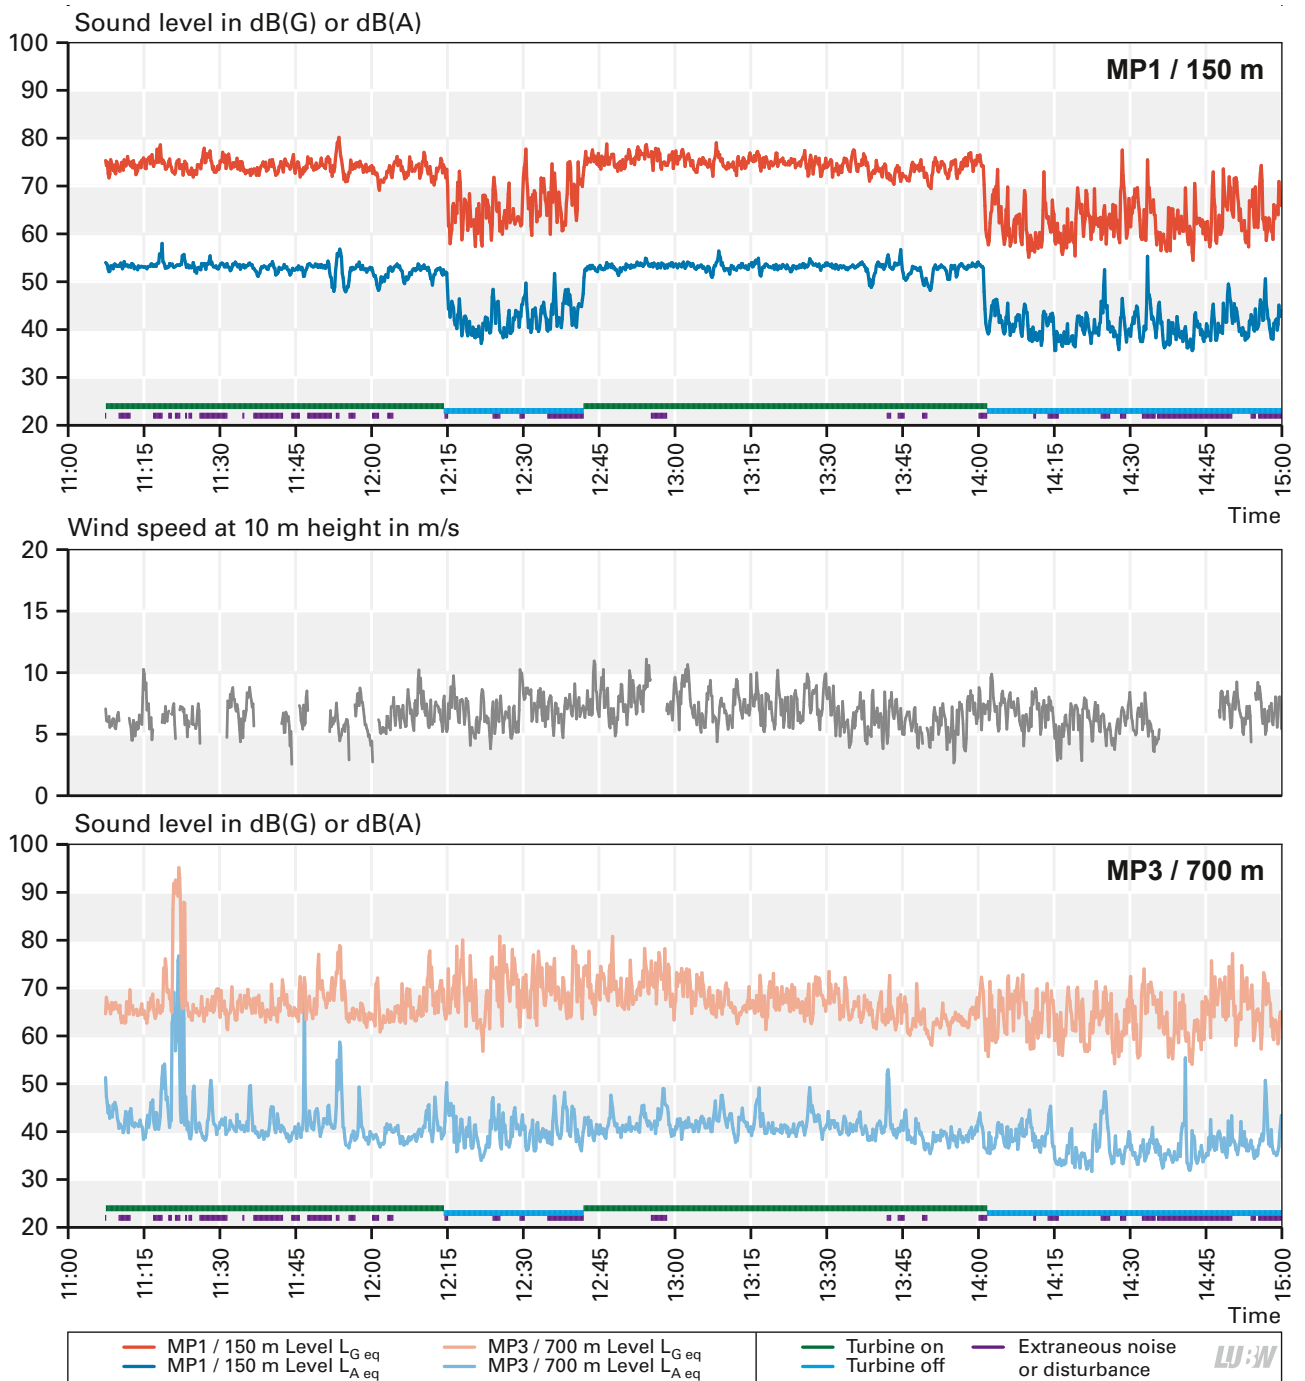 Sound level in dB(G) or dB(A)
MP1 / 150 m
100
90
80
70
60
50
40
30
20
11:00 11:15 11:30 11:45 12:00 12:15 12:30 12:45 13:00 13:15 13:30 13:45 14:00 14:15 14:30 14:45 15:00
Time
Wind speed at 10 m height in m/s
20
15
10
5
0
Sound level in dB(G) or dB(A)
MP3 / 700 m
100
90
80
70
60
50
40
30
20
11:00 11:15 11:30 11:45 12:00 12:15 12:30 12:45 13:00 13:15 13:30 13:45 14:00 14:15 14:30 14:45 15:00
Time
MP1 / 150 m Level L G eq
MP1 / 150 m Level L A eq
MP3 / 700 m Level L G eq
MP3 / 700 m Level L A eq
Turbine on
Turbine off
Extraneous noise
or disturbance
LUBW